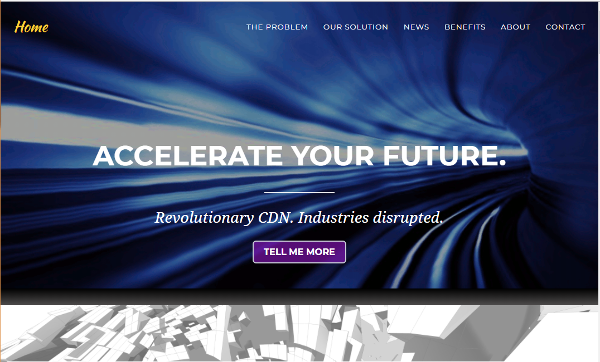 Home
THE PROBLEM OUR SOLUTION NEWS BENEFITS ABOUT CONTACT
ACCELERATE YOUR FUTURE.
Revolutionary CDN. Industries disrupted.
TELL ME MORE